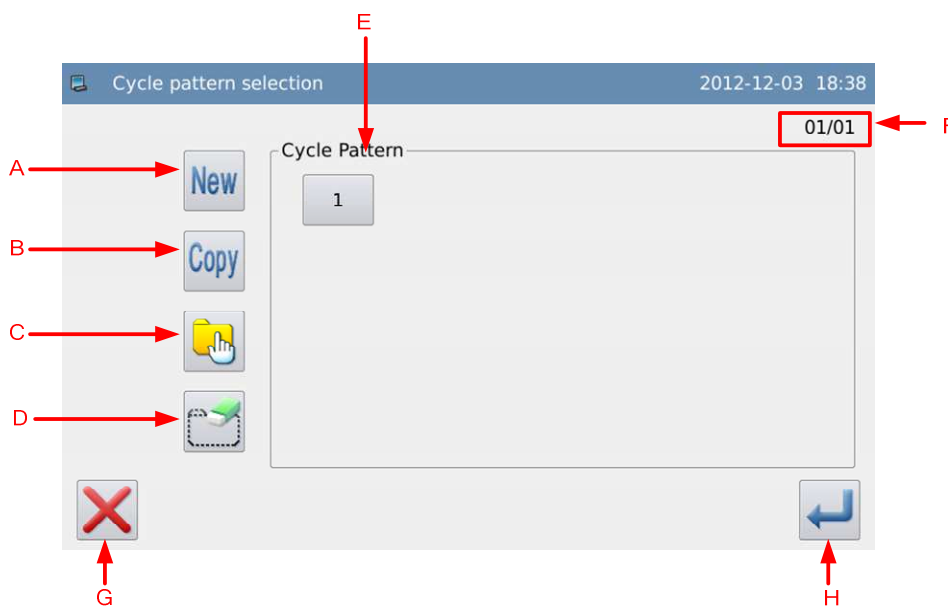 E
Cycle pattern selection 2012-12-03 18:38
01/01 F
Cycle Pattern
A New
1
B Copy
C
D
G H